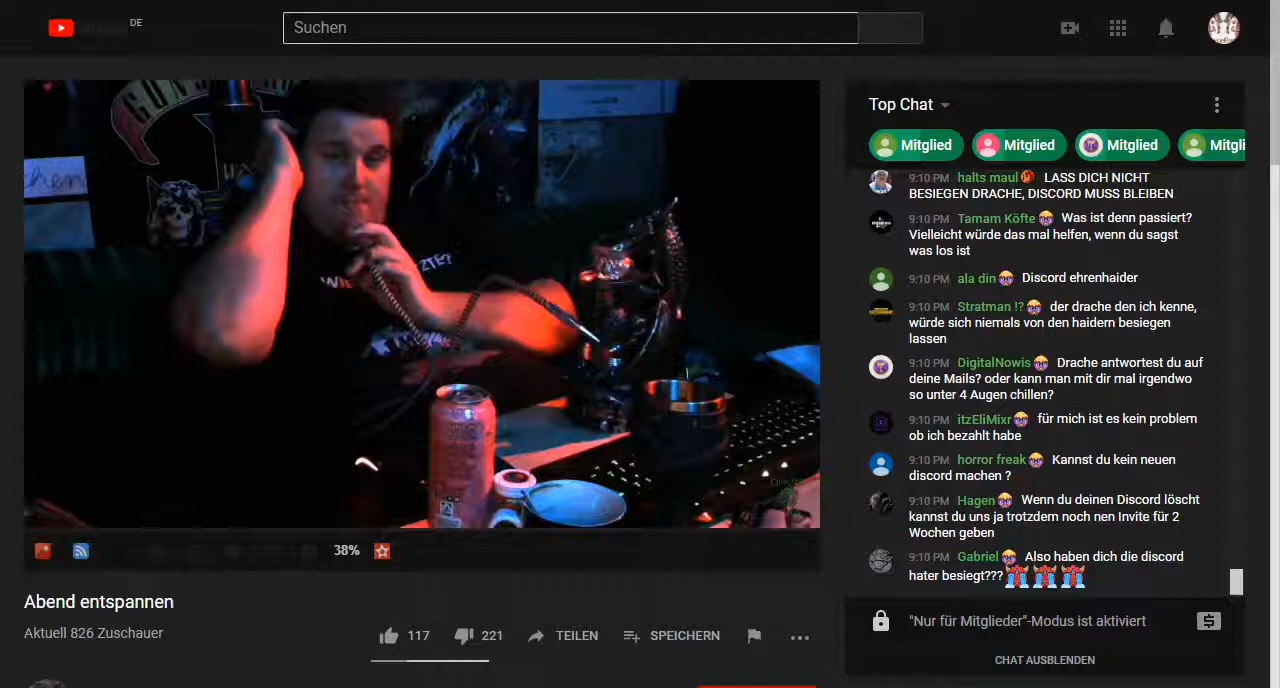 DE
Suchen
GUNS
chen
WIE
ZTE?
38%
Abend entspannen
Aktuell 826 Zuschauer
117
221
TEILEN
SPEICHERN
Top Chat
Mitglied
Mitglied
Mitglied
Mitgli
9:10 PM halts maul LASS DICH NICHT
BESIEGEN DRACHE, DISCORD MUSS BLEIBEN
9:10 PM Tamam Köfte Was ist denn passiert?
Vielleicht würde das mal helfen, wenn du sagst
was los ist
9:10 PM ala din Discord ehrenhaider
9:10 PM Stratman !? der drache den ich kenne,
würde sich niemals von den haidern besiegen
lassen
9:10 PM DigitalNowis Drache antwortest du auf
deine Mails? oder kann man mit dir mal irgendwo
so unter 4 Augen chillen?
9:10 PM itzEliMixr für mich ist es kein problem
ob ich bezahlt habe
9:10 PM horror freak Kannst du kein neuen
discord machen ?
9:10 PM Hagen Wenn du deinen Discord löscht
kannst du uns ja trotzdem noch nen Invite für 2
Wochen geben
9:10 PM Gabriel Also haben dich die discord
hater besiegt???
"Nur für Mitglieder"-Modus ist aktiviert
CHAT AUSBLENDEN